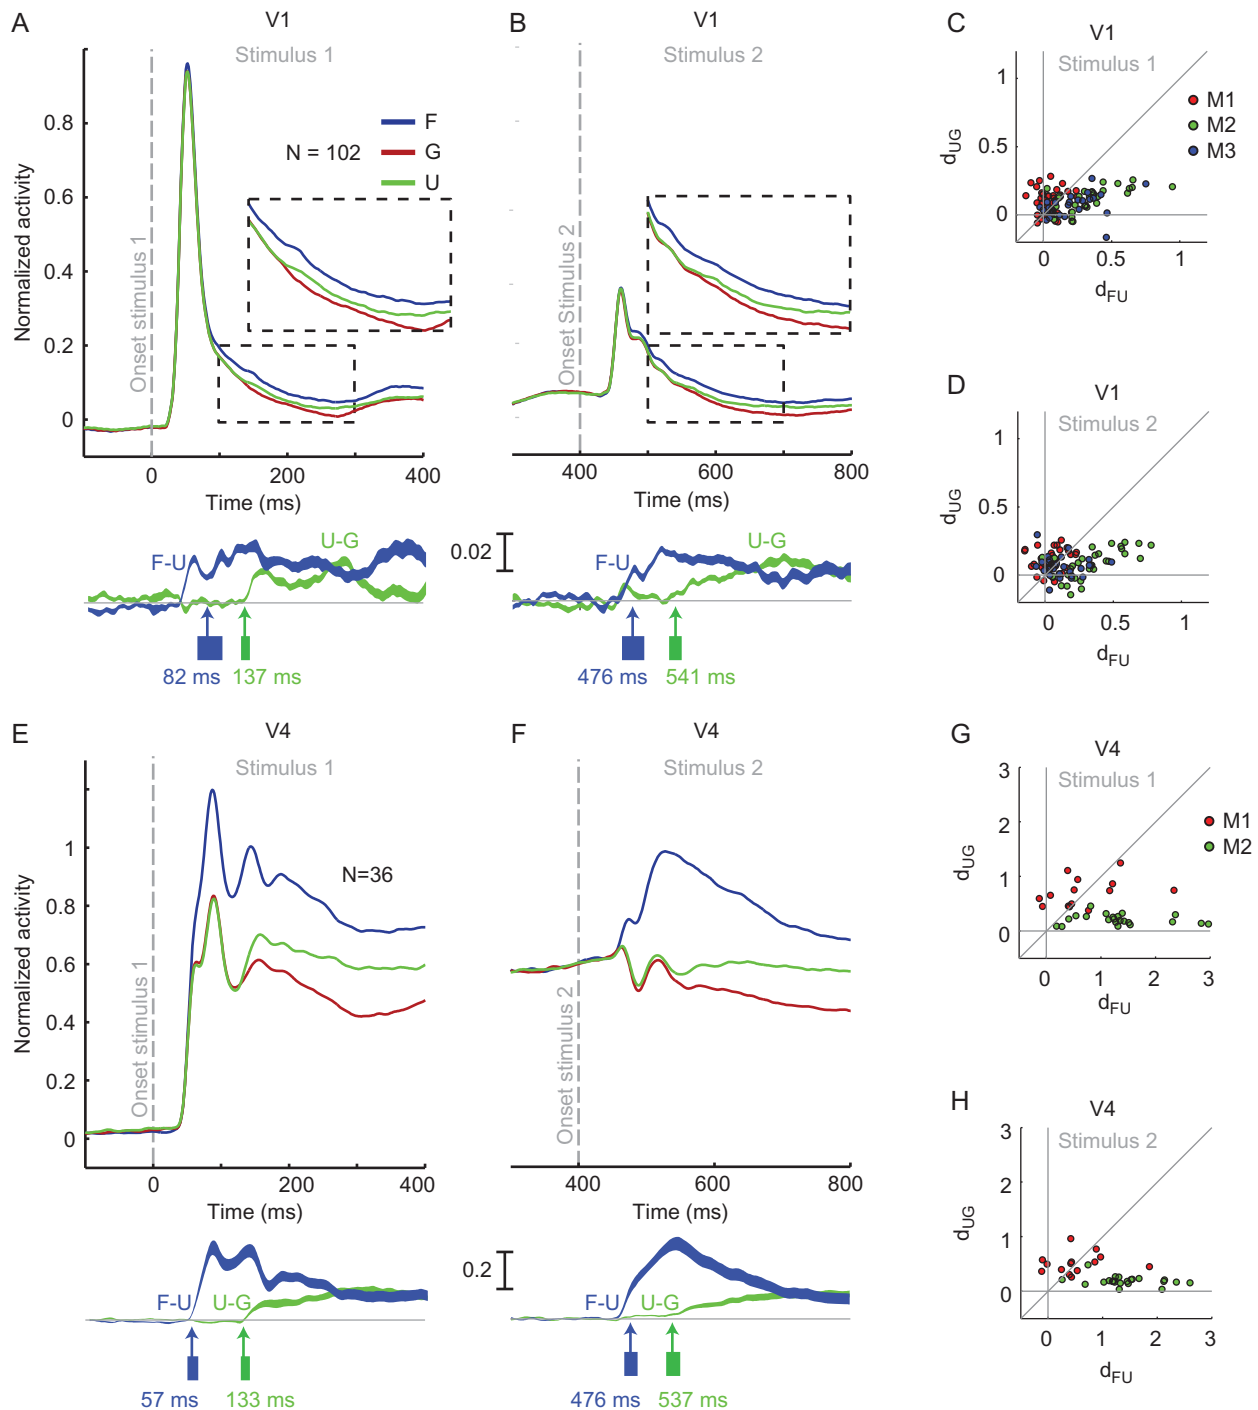 A
V1
Stimulus 1
Normalized activity
0.8
0.6
0.4
0.2
0
Onset stimulus 1
N = 102
F
G
U
0
200
400
Time (ms)
F-U
U-G
82 ms
137 ms
0.02
B
V1
Stimulus 2
Onset Stimulus 2
400
600
800
Time (ms)
F-U
U-G
476 ms
541 ms
C
V1
Stimulus 1
1
0.5
0
dUG
M1
M2
M3
0
0.5
1
dFU
D
V1
Stimulus 2
1
0.5
0
dUG
0
0.5
1
dFU
E
V4
Stimulus 1
Normalized activity
1
0.8
0.6
0.4
0.2
0
Onset stimulus 1
N=36
0
200
400
Time (ms)
F-U
U-G
57 ms
133 ms
0.2
F
V4
Stimulus 2
Onset stimulus 2
400
600
800
Time (ms)
F-U
U-G
476 ms
537 ms
G
V4
Stimulus 1
3
2
1
0
dUG
M1
M2
0
1
2
3
dFU
H
V4
Stimulus 2
3
2
1
0
dUG
0
1
2
3
dFU